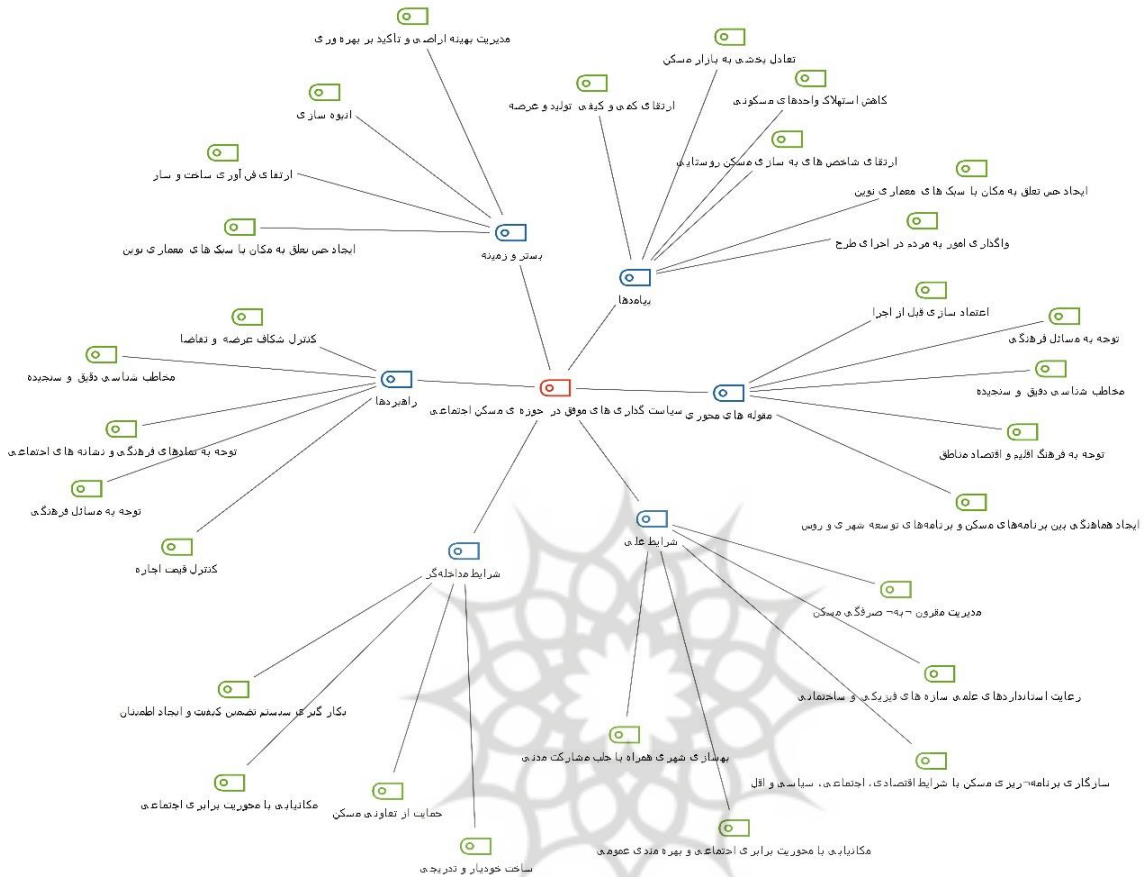 مدیریت بهینه اراضی و تأکید بر بهره وری
تعادل بخشی به بازار مسکن
کاهش استهلاک واحدهای مسکونی
ارتقای کمی و کیفی تولید و عرضه
انبوه سازی
ارتقای شاخص های به سازی مسکن روستایی
ارتقای فن آوری ساخت و ساز
ایجاد حس تعلق به مکان با سبک های معماری نوین
واگذاری امور به مردم در اجرای طرح
ایجاد حس تعلق به مکان با سبک های معماری نوین
بستر و زمینه
پیامدها
اعتماد سازی قبل از اجرا
کنترل شکاف عرضه و تقاضا
توجه به مسائل فرهنگی
مخاطب شناسی دقیق و سنجیده
مخاطب شناسی دقیق و سنجیده
راهبردها
سیاست گذاری های موفق در حوزه ی مسکن اجتماعی
مقوله های محوری
توجه به نمادهای فرهنگی و نشانه های اجتماعی
توجه به فرهنگ اقلیم و اقتصاد مناطق
توجه به مسائل فرهنگی
ایجاد هماهنگی بین برنامه‌های مسکن و برنامه‌های توسعه شهری و روس
شرایط علی
کنترل قیمت اجاره
شرایط مداخله‌گر
مدیریت مقرون ¬به¬ صرفگی مسکن
رعایت استانداردهای علمی سازه های فیزیکی و ساختمانی
بکار گیری سیستم تضمین کیفیت و ایجاد اطمینان
بهسازی شهری همراه با جلب مشارکت مدنی
سازگاری برنامه¬ریزی مسکن با شرایط اقتصادی، اجتماعی، سیاسی و اقل
مکانیابی با محوریت برابری اجتماعی
حمایت از تعاونی مسکن
مکانیابی با محوریت برابری اجتماعی و بهره مندی عمومی
ساخت خودیار و تدریجی